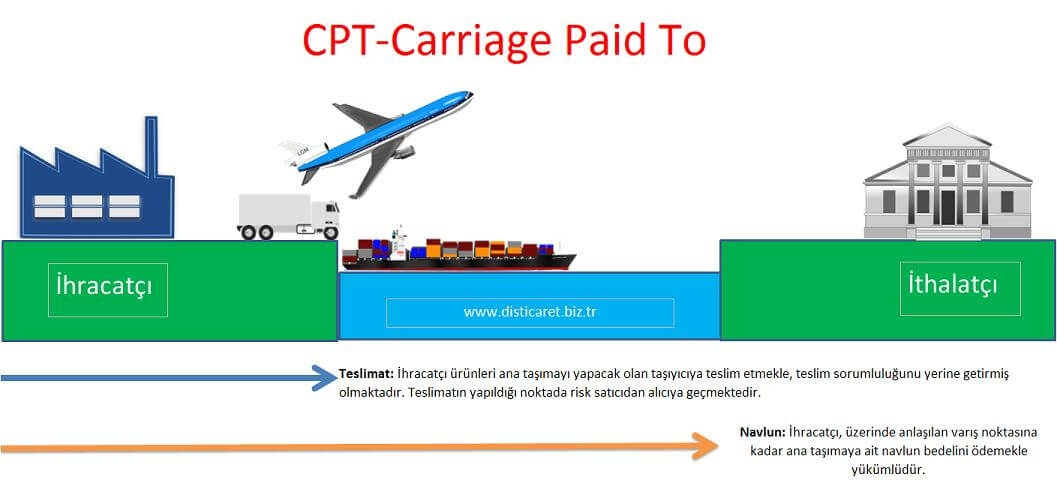 CPT-Carriage Paid To
LGM
İhracatçı
www.disticaret.biz.tr
İthalatçı
Teslimat: İhracatçı ürünleri ana taşımayı yapacak olan taşıyıcıya teslim etmekle, teslim sorumluluğunu yerine getirmiş
olmaktadır. Teslimatın yapıldığı noktada risk satıcıdan alıcıya geçmektedir.
Navlun: İhracatçı, üzerinde anlaşılan varış noktasına
kadar ana taşımaya ait navlun bedelini ödemekle
yükümlüdür.